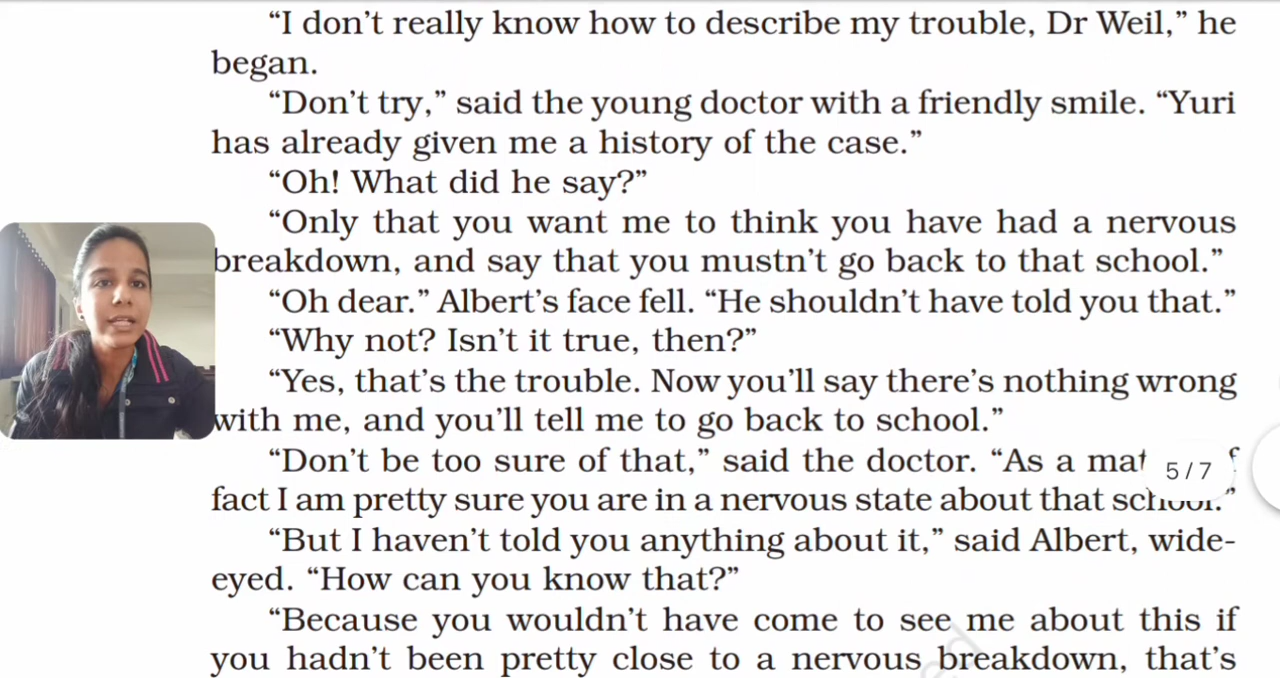 “I don’t really know how to describe my trouble, Dr Weil,” he
began.
“Don’t try,” said the young doctor with a friendly smile. “Yuri
has already given me a history of the case.”
“Oh! What did he say?”
“Only that you want me to think you have had a nervous
breakdown, and say that you mustn’t go back to that school.”
“Oh dear.” Albert’s face fell. “He shouldn’t have told you that.”
“Why not? Isn’t it true, then?”
“Yes, that’s the trouble. Now you’ll say there’s nothing wrong
with me, and you’ll tell me to go back to school.”
“Don’t be too sure of that,” said the doctor. “As a
5/7
fact I am pretty sure you are in a nervous state about that school.”
“But I haven’t told you anything about it,” said Albert, wide-
eyed. “How can you know that?”
“Because you wouldn’t have come to see me about this if
you hadn’t been pretty close to a nervous breakdown, that’s